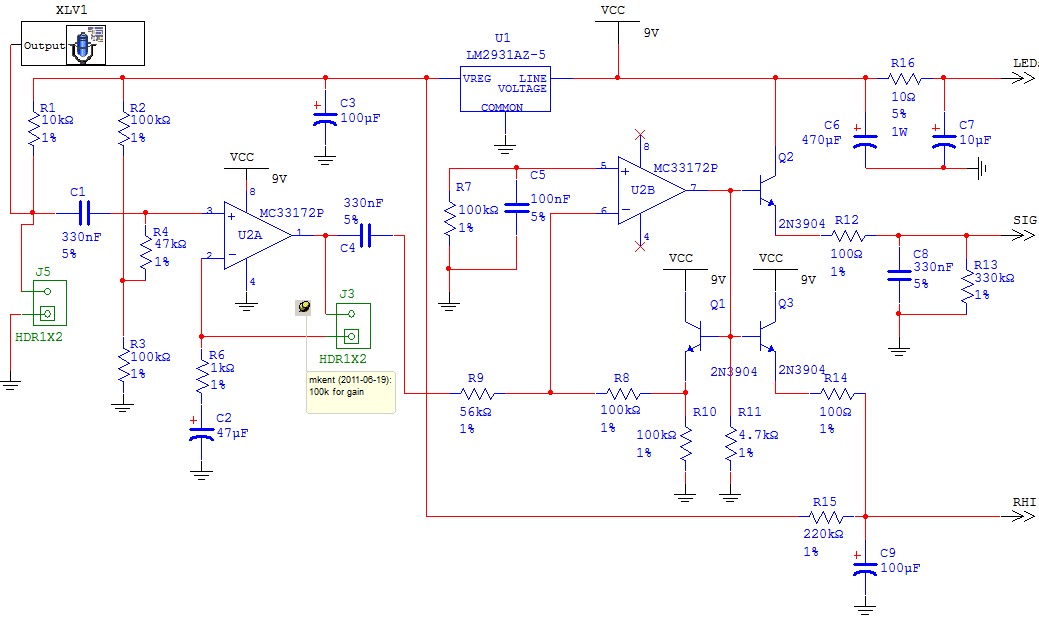 XLV1
Output
R1
10kΩ
1%
R2
100kΩ
1%
C3
100µF
U1
LM2931AZ-5
VREG
LINE
VOLTAGE
COMMON
VCC
9V
R16
10Ω
5%
1W
LED
C6
470µF
C7
10µF
C1
330nF
5%
R4
47kΩ
1%
VCC
9V
8
3
MC33172P
U2A
1
2
4
330nF
5%
C4
R7
100kΩ
1%
C5
100nF
5%
5
8
MC33172P
U2B
7
6
4
Q2
2N3904
R12
100Ω
1%
SIG
C8
330nF
5%
R13
330kΩ
1%
J5
HDR1X2
J3
HDR1X2
mkent (2011-06-19):
100k for gain
R3
100kΩ
1%
R6
1kΩ
1%
C2
47µF
VCC
9V
Q1
2N3904
VCC
9V
Q3
2N3904
R9
56kΩ
1%
R8
100kΩ
1%
R10
100kΩ
1%
R11
4.7kΩ
1%
R14
100Ω
1%
R15
220kΩ
1%
RHI
C9
100µF